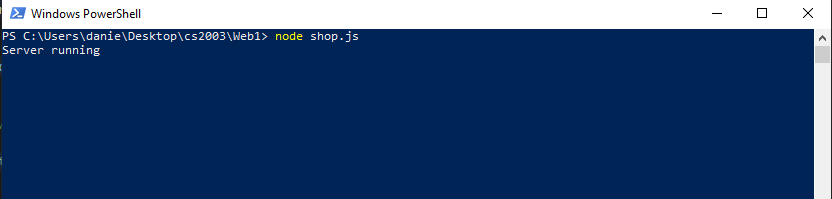 Windows PowerShell
PS C:\Users\danie\Desktop\cs2003\Web1> node shop.js
Server running